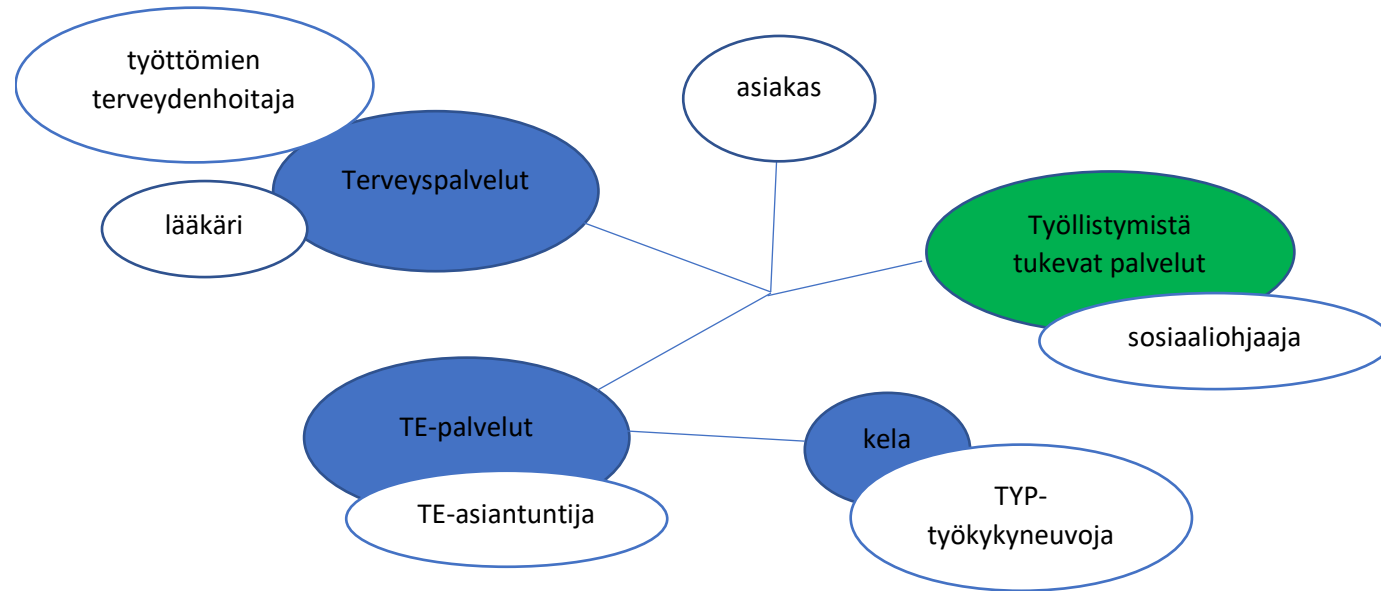 työttömien
terveydenhoitaja
asiakas
Terveyspalvelut
lääkäri
Työllistymistä
tukevat palvelut
sosiaaliohjaaja
TE-palvelut
kela
TE-asiantuntija
TYP-
työkykyneuvoja